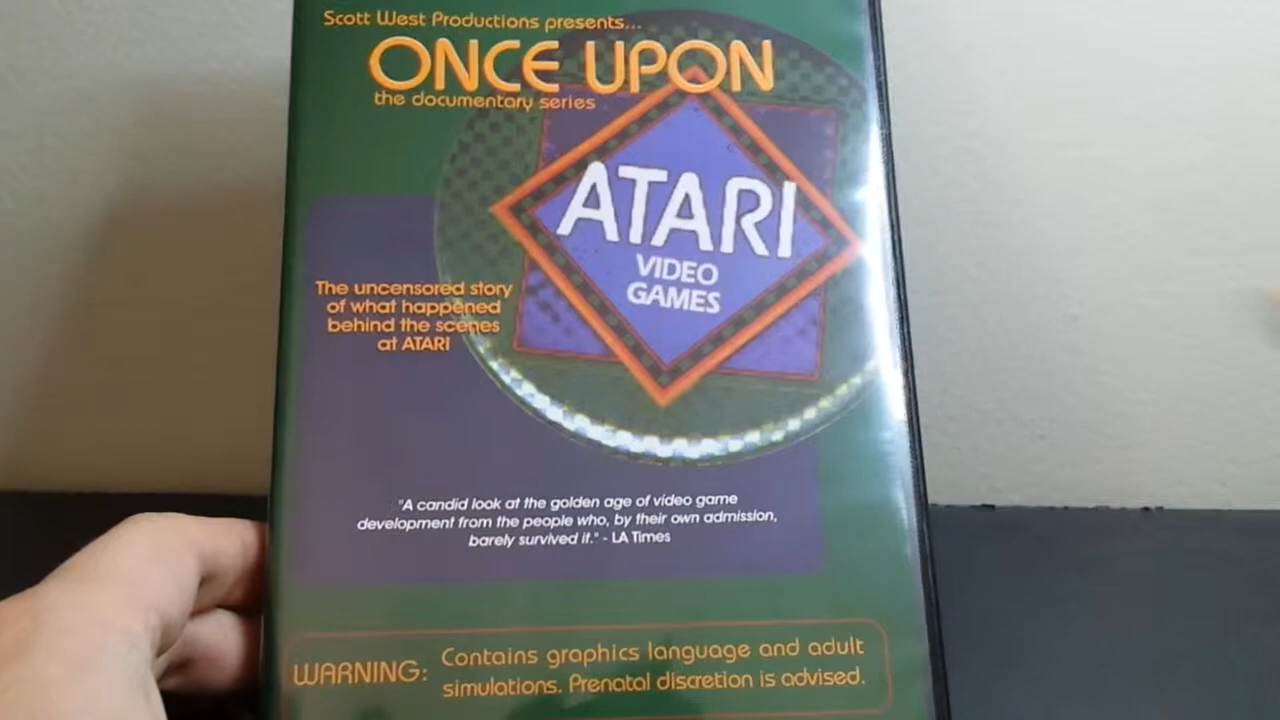 Scott West Productions presents...
ONCE UPON
the documentary series
ATARI
VIDEO
GAMES
The uncensored story
of what happened
behind the scenes
at ATARI
"A candid look at the golden age of video game
development from the people who, by their own admission,
barely survived it." - LA Times
WARNING: Contains graphics language and adult
simulations. Prenatal discretion is advised.